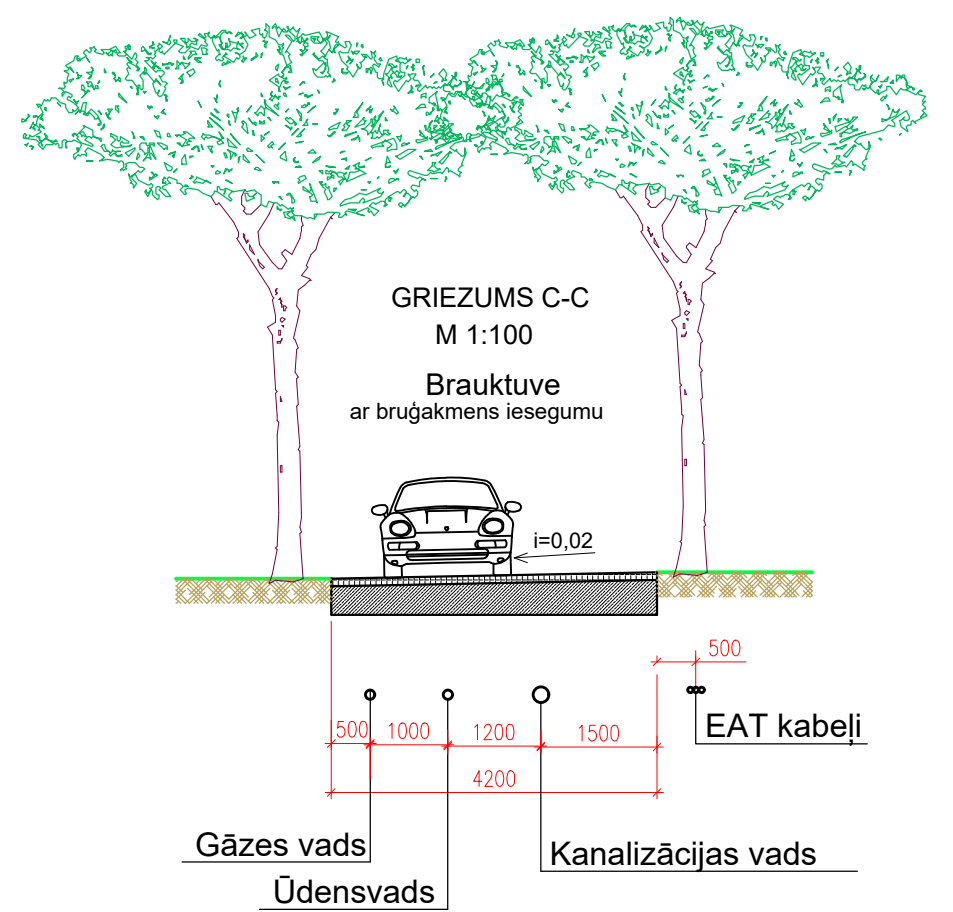 GRIEZUMS C-C
M 1:100
Brauktuve
ar bruģakmens iesegumu
i=0,02
500
EAT kabeļi
500
1000
1200
1500
4200
Gāzes vads
Kanalizācijas vads
Ūdensvads